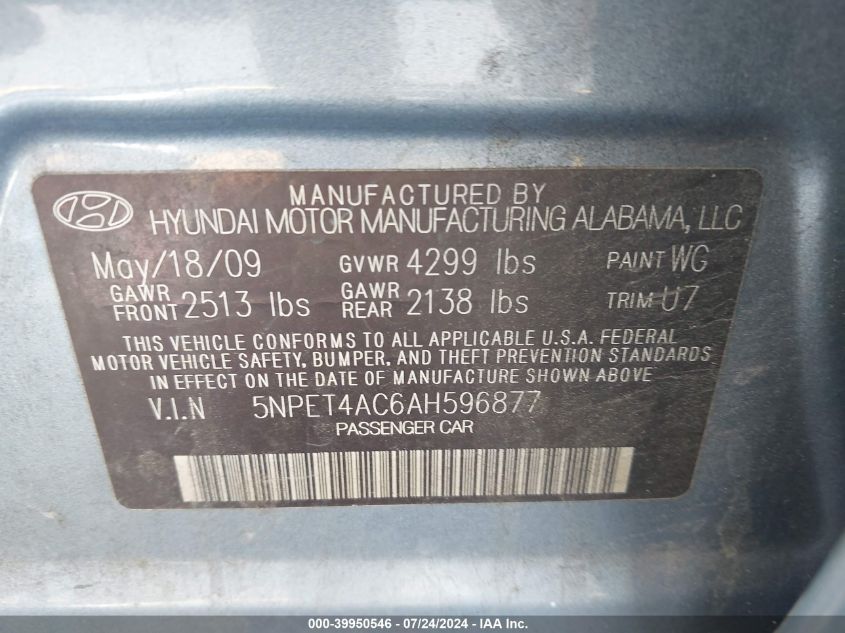 MANUFACTURED BY
HYUNDAI MOTOR MANUFACTURING ALABAMA, LLC
May/18/09 GVWR 4299 lbs PAINT WG
GAWR FRONT 2513 lbs GAWR REAR 2138 lbs TRIM U7
THIS VEHICLE CONFORMS TO ALL APPLICABLE U.S.A. FEDERAL
MOTOR VEHICLE SAFETY, BUMPER, AND THEFT PREVENTION STANDARDS
IN EFFECT ON THE DATE OF MANUFACTURE SHOWN ABOVE
V.I.N 5NPET4AC6AH596877
PASSENGER CAR
000-39950546 - 07/24/2024 - IAA Inc.